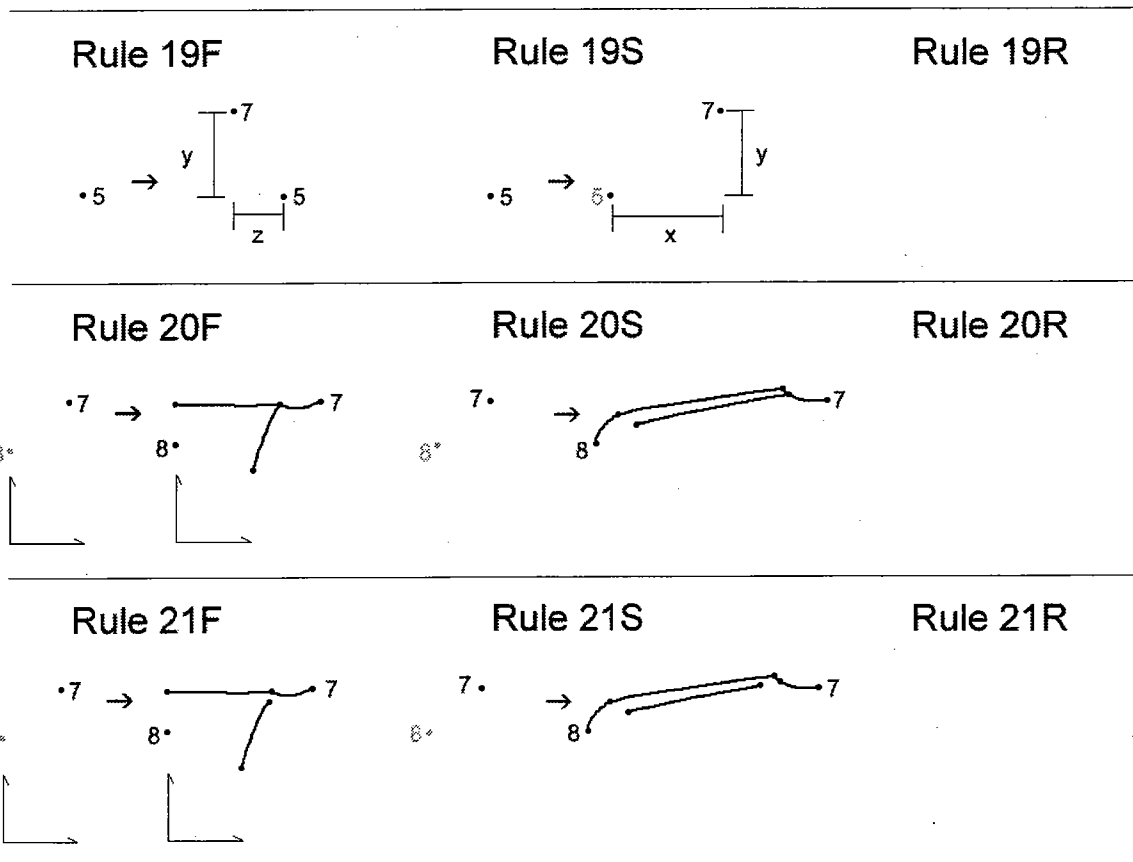 Rule 19F Rule 19S Rule 19R
7 7
y y
5 → 5 5 → 5
z x
Rule 20F Rule 20S Rule 20R
7 → 7 7 → 7
8 8 8 8
Rule 21F Rule 21S Rule 21R
7 → 7 7 → 7
8 8 8